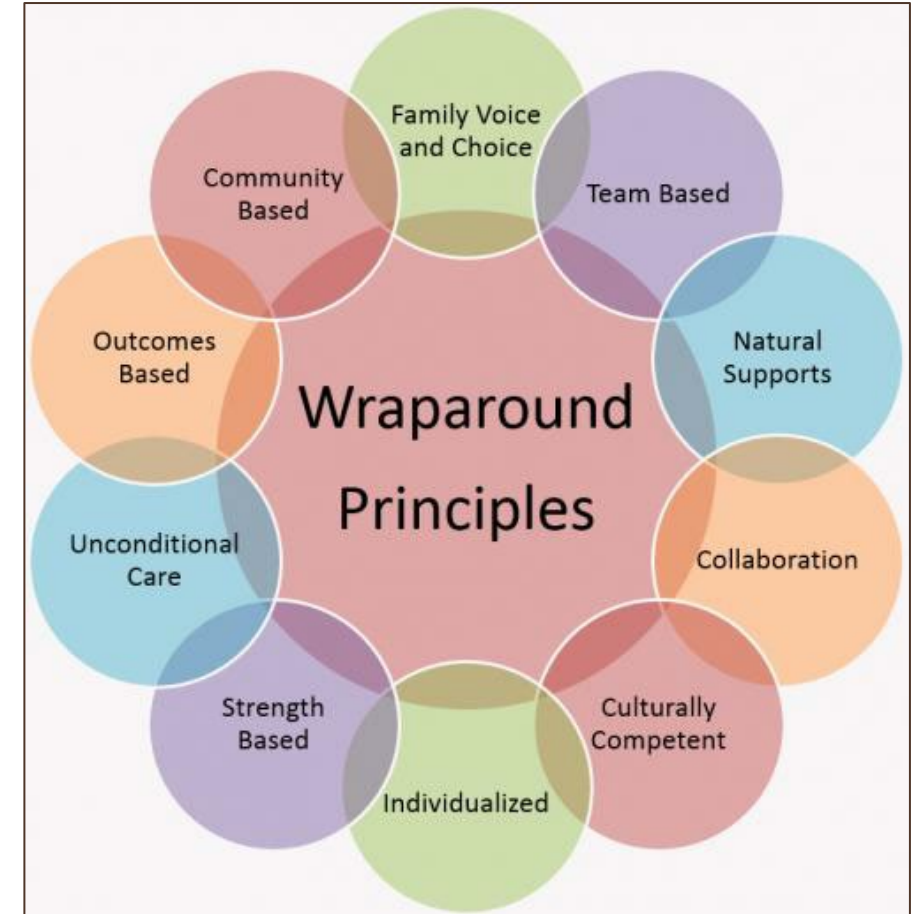 Family Voice
and Choice
Team Based
Natural
Supports
Collaboration
Culturally
Competent
Individualized
Strength
Based
Unconditional
Care
Outcomes
Based
Community
Based
Wraparound
Principles